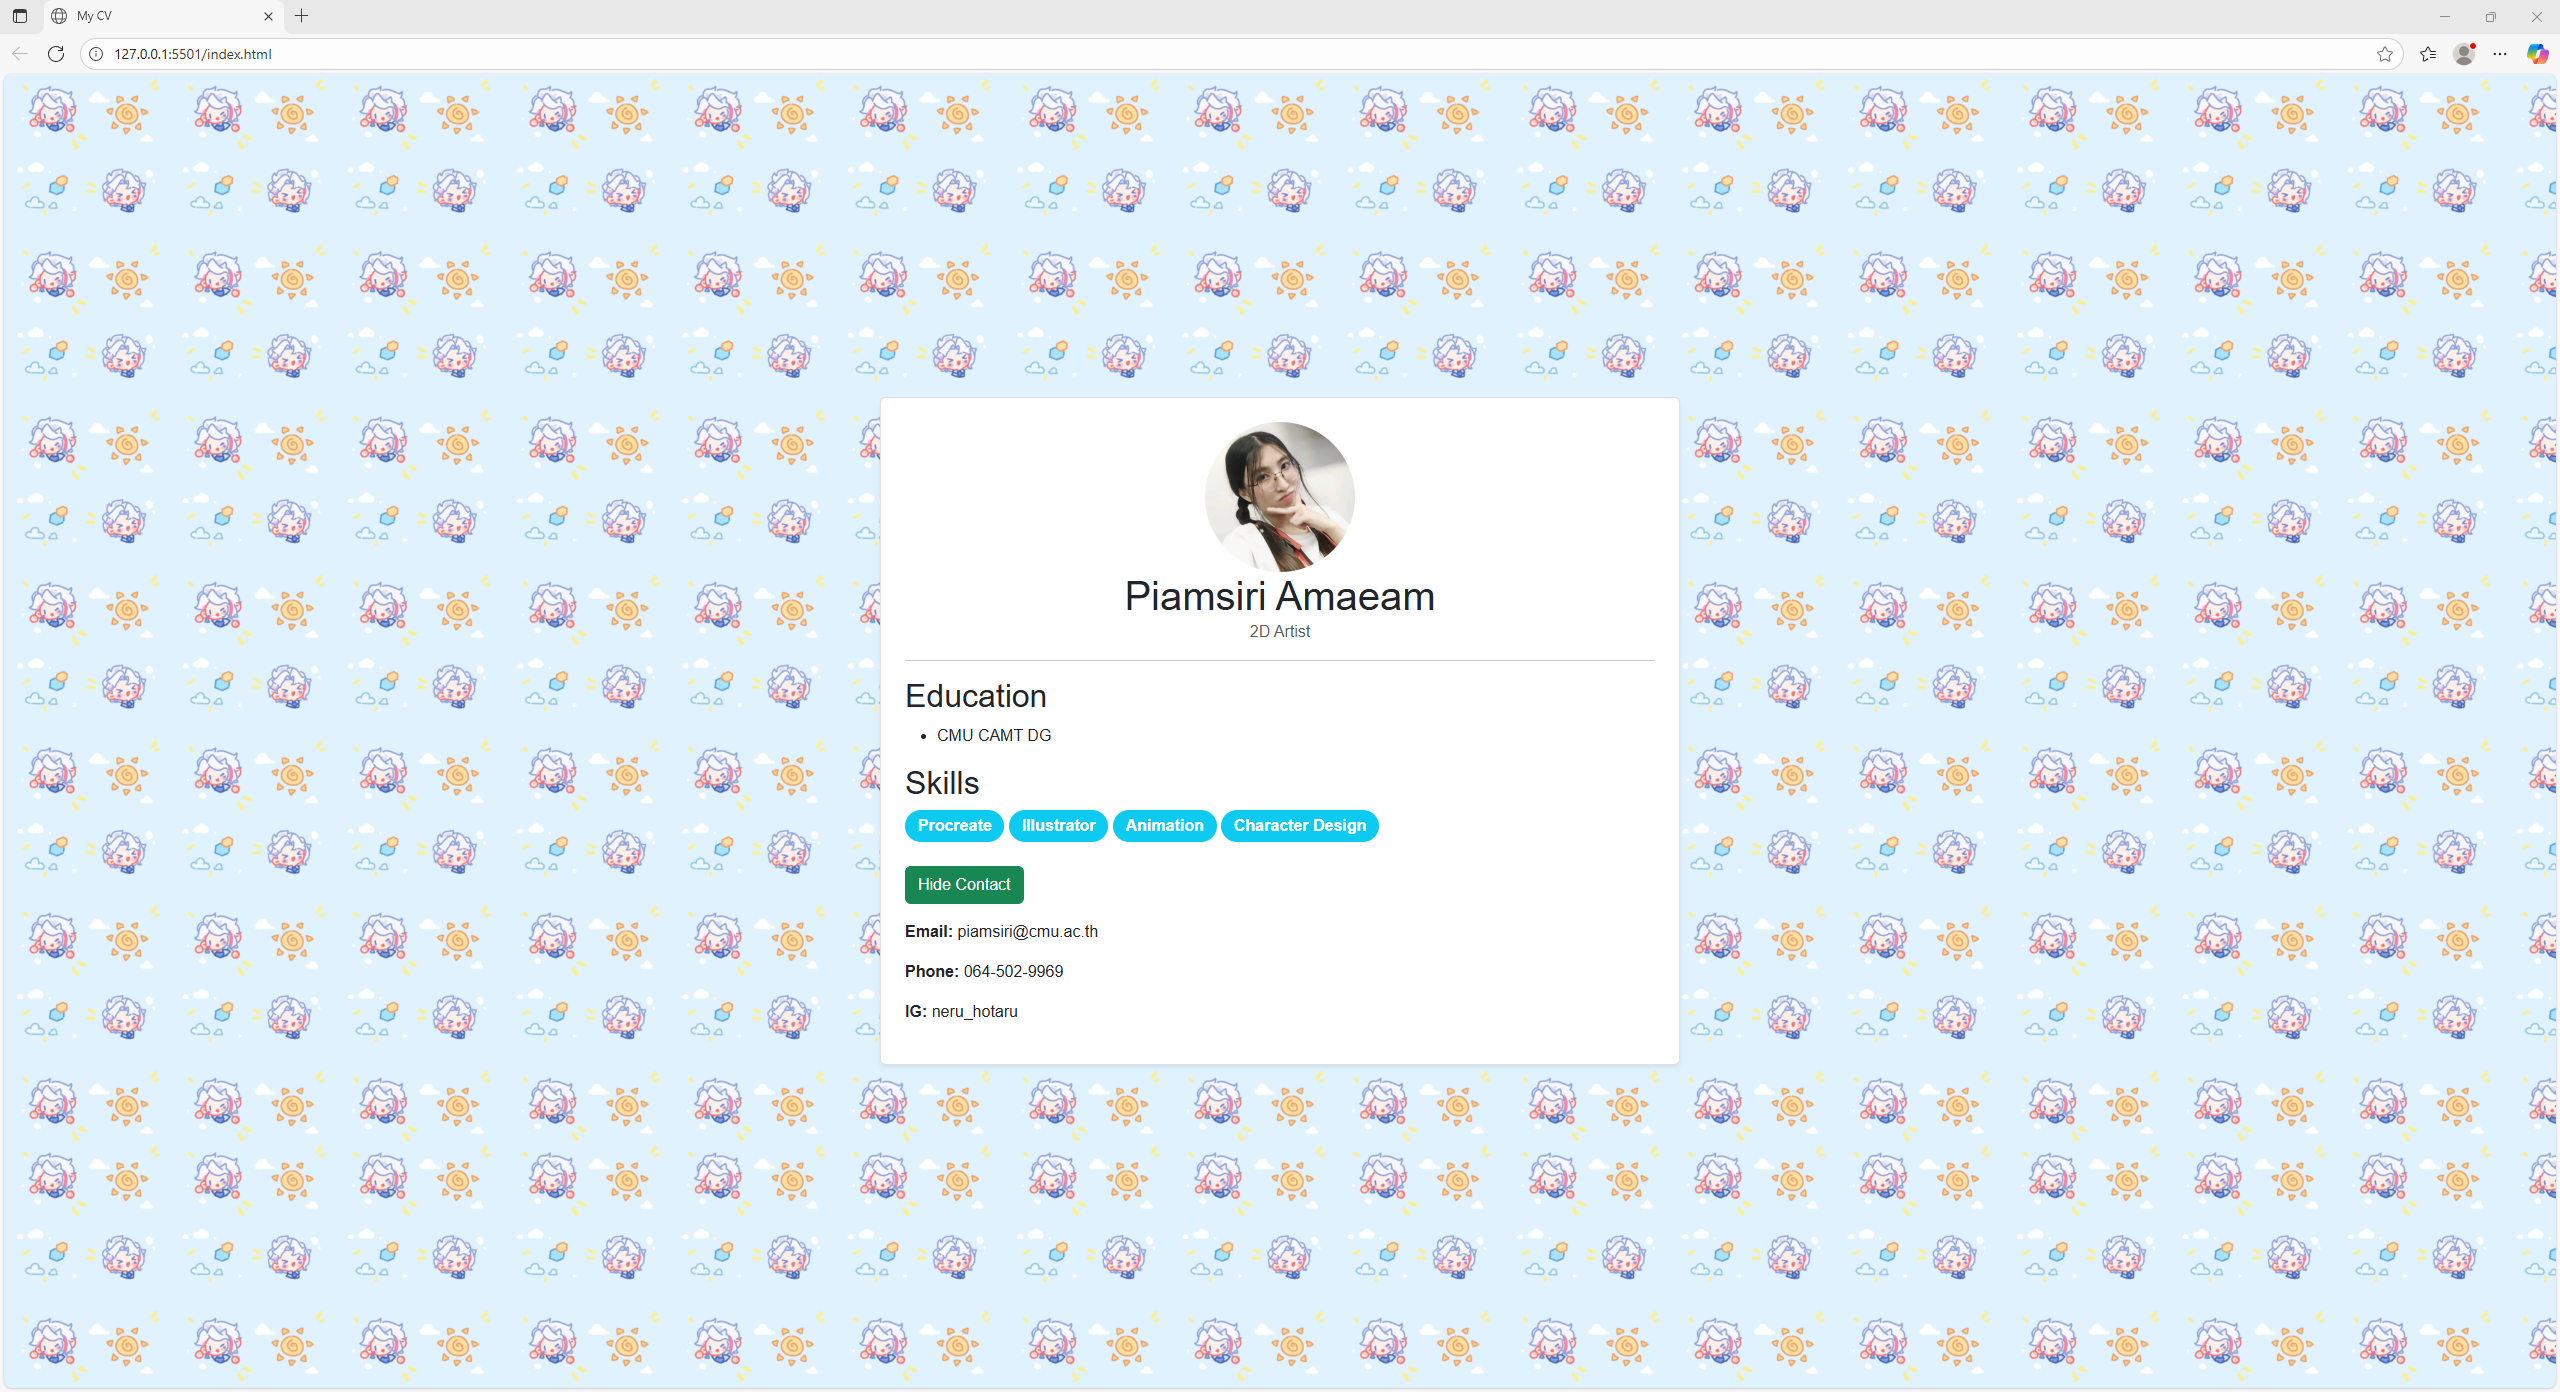 My CV
127.0.0.1:5501/index.html
Piamsiri Amaeam
2D Artist
Education
• CMU CAMT DG
Skills
Procreate Illustrator Animation Character Design
Hide Contact
Email: piamsiri@cmu.ac.th
Phone: 064-502-9969
IG: neru_hotaru